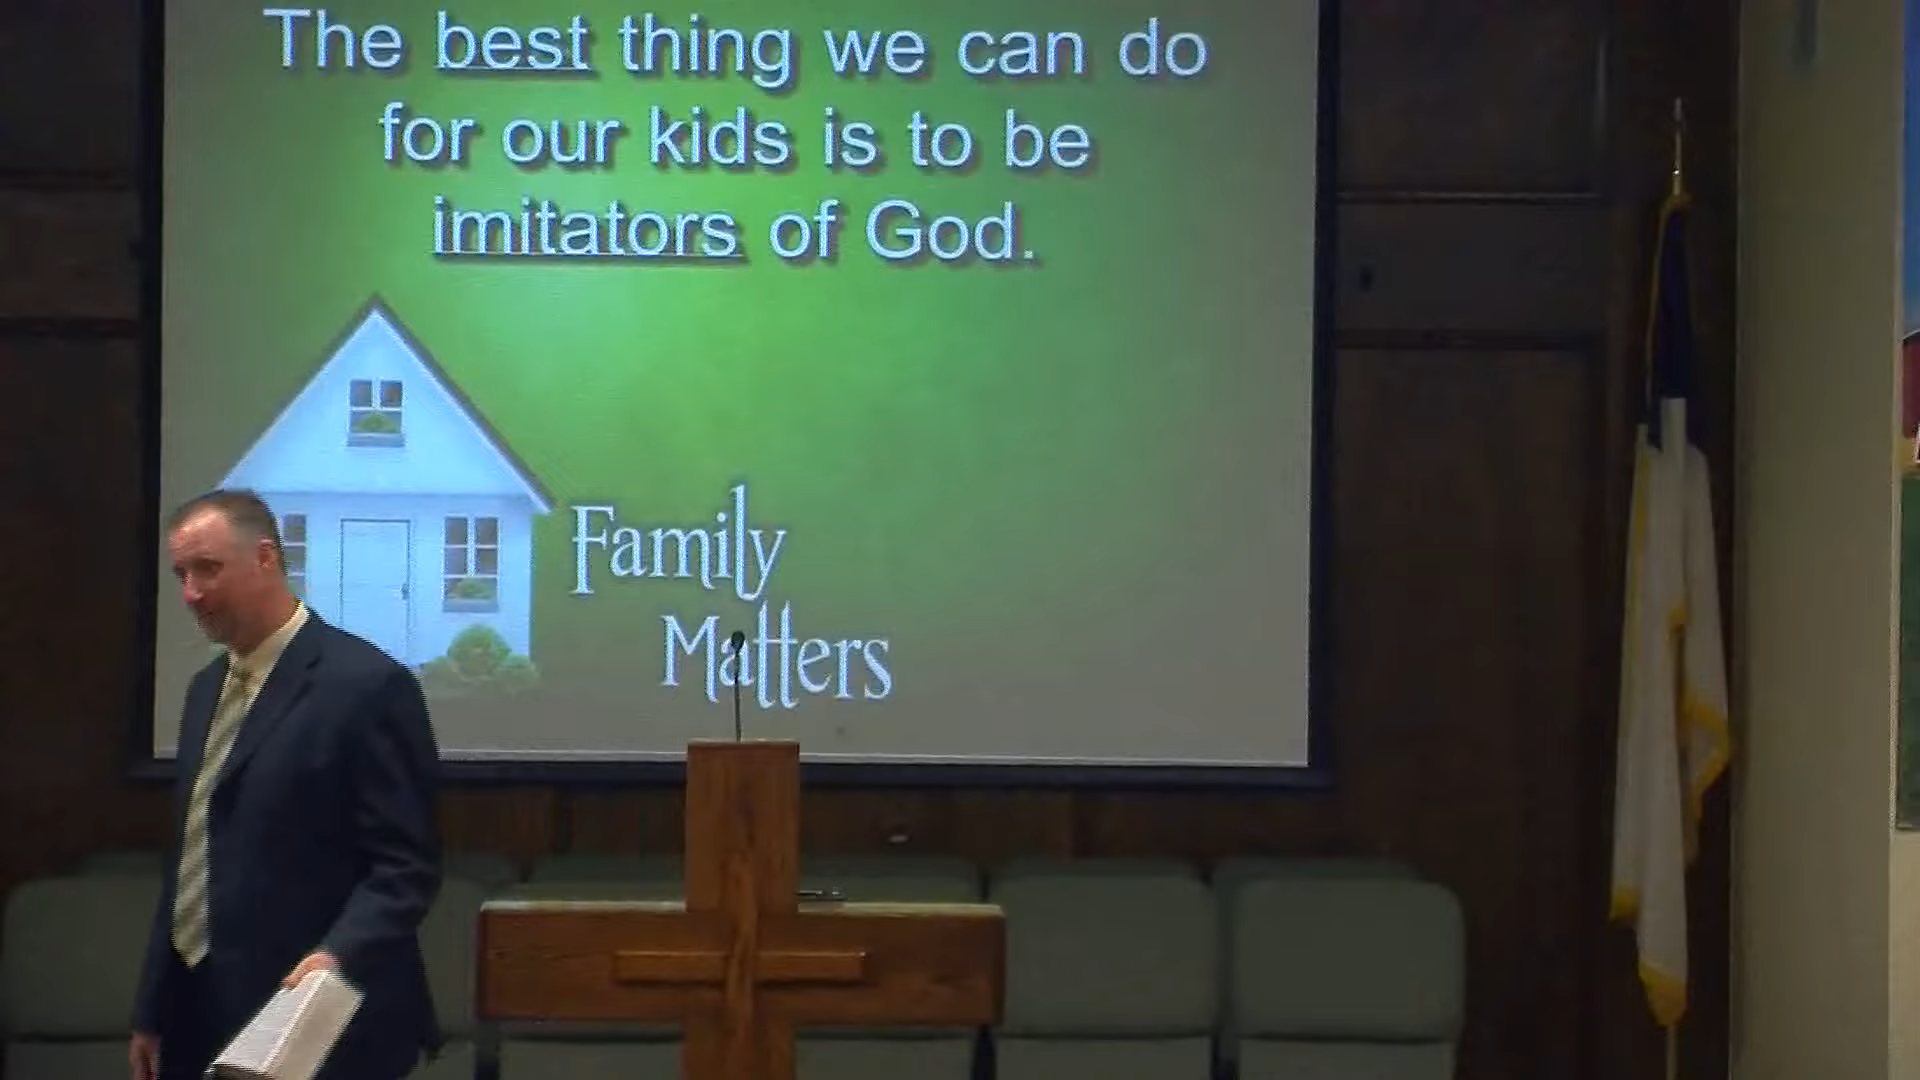 The best thing we can do
for our kids is to be
imitators of God.
Family
Matters